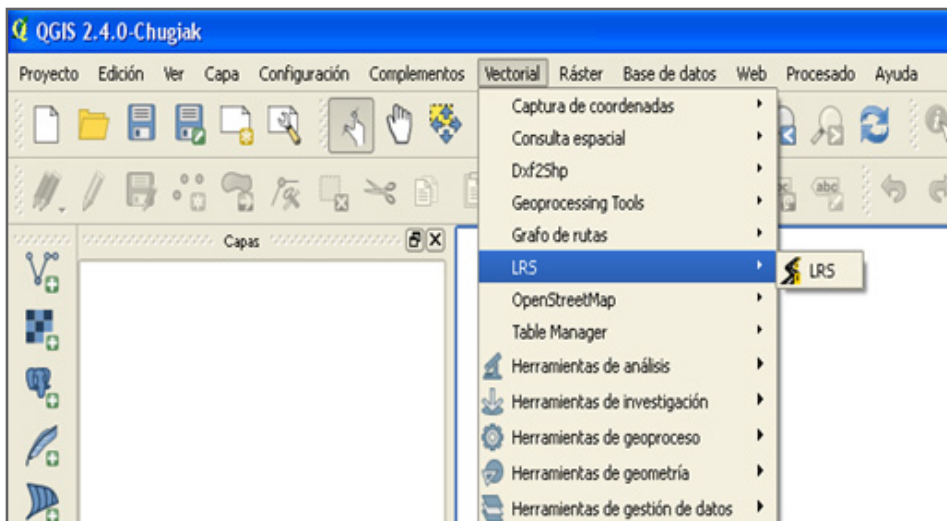 QGIS 2.4.0-Chugiak
Proyecto Edición Ver Capa Configuración Complementos Vectorial Ráster Base de datos Web Procesado Ayuda
Captura de coordenadas
Consulta espacial
Dxf2Shp
Geoprocessing Tools
abc
Capas
Grafo de rutas
LRS
LRS
OpenStreetMap
Table Manager
Herramientas de análisis
Herramientas de investigación
Herramientas de geoproceso
Herramientas de geometría
Herramientas de gestión de datos